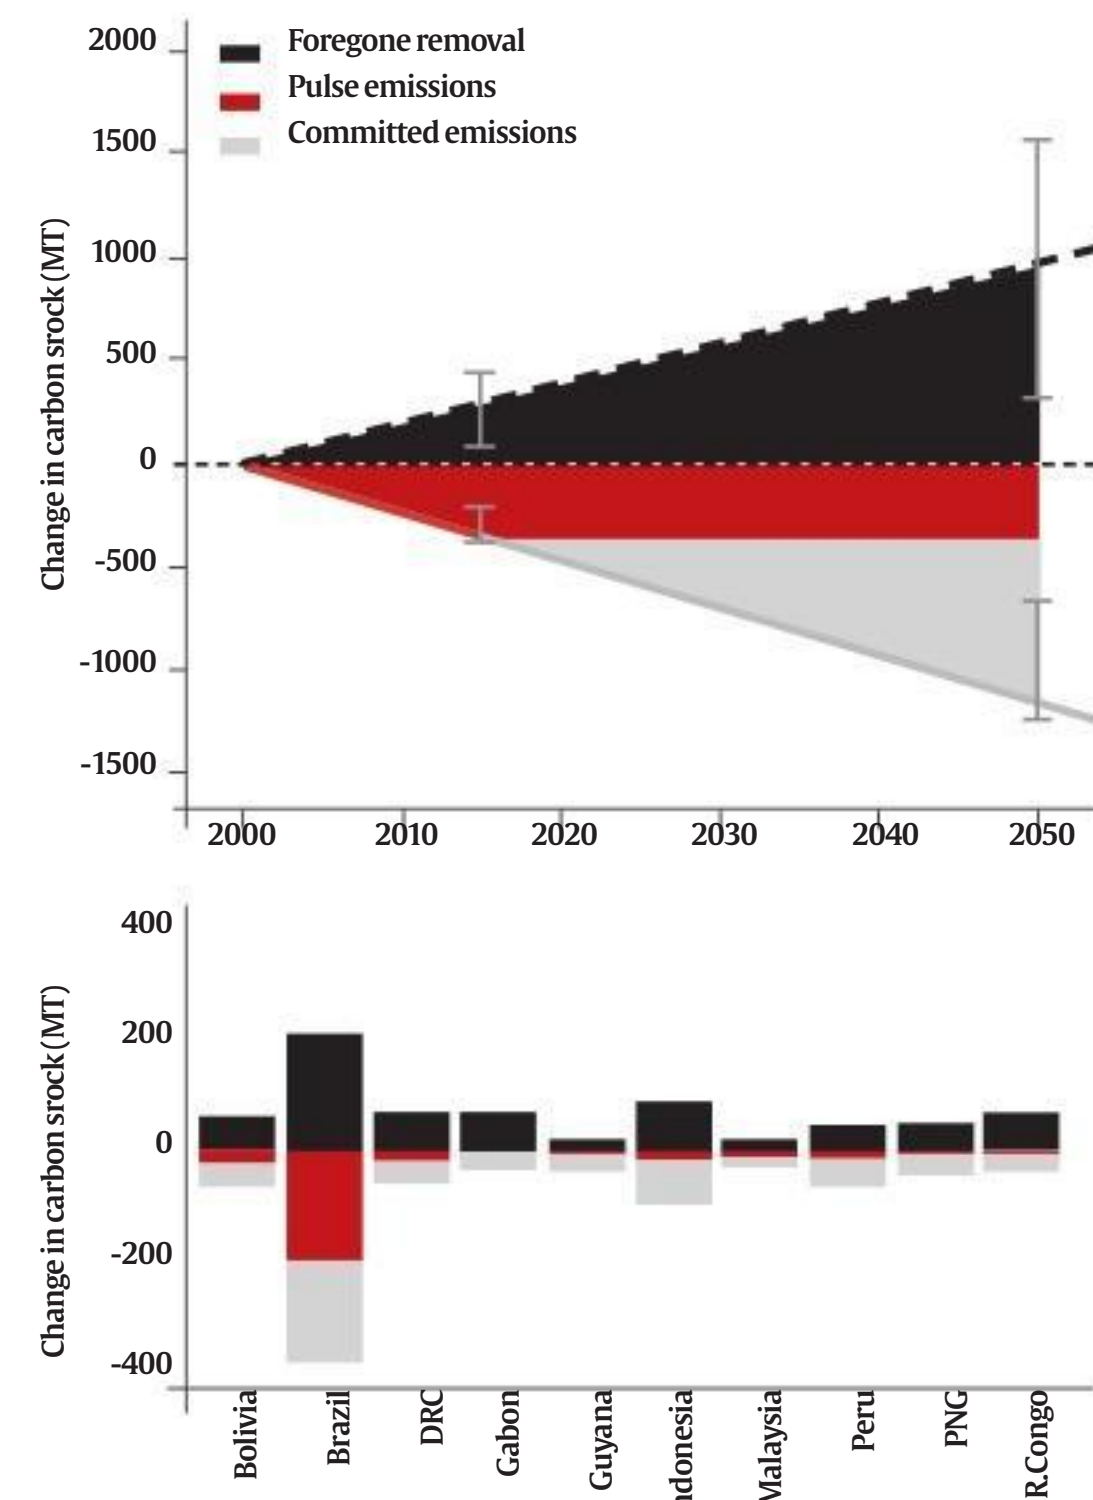 2000
Foregone removal
Pulse emissions
1500
Committed emissions
1000
500
0
-500
-1000
-1500
Change in carbon srock (MT)
2000 2010 2020 2030 2040 2050
400
200
0
-200
-400
Change in carbon srock (MT)
Bolivia
Brazil
DRC
Gabon
Guyana
ndonesia
Malaysia
Peru
PNG
R.Congo